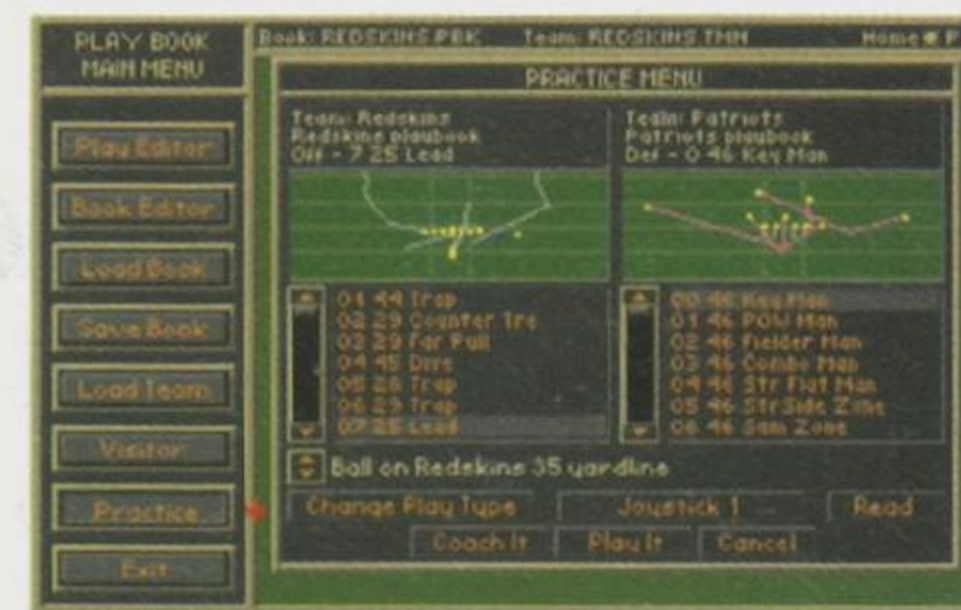 PLAY BOOK
MAIN MENU
Play Editor
Book Editor
Load Book
Save Book
Load Team
Visitor
Practice
Exit
Book: REDSKINS.PBK Team: REDSKINS.TMM Home P
PRACTICE MENU
Team: Redskins
Redskins playbook
Off - 7 25 Lead
Team: Patriots
Patriots playbook
Def - 0 46 Key Man
01 44 Trap
02 29 Counter Tre
03 29 Far Pull
04 45 Dive
05 28 Trap
06 29 Trap
07 25 Lead
00 46 Key Man
01 46 POW Man
02 46 Fielder Man
03 46 Combo Man
04 46 Str Flat Man
05 46 StrSide Zone
06 46 Sam Zone
Ball on Redskins 35 yardline
Change Play Type Joystick 1 Read
Coach It Play It Cancel